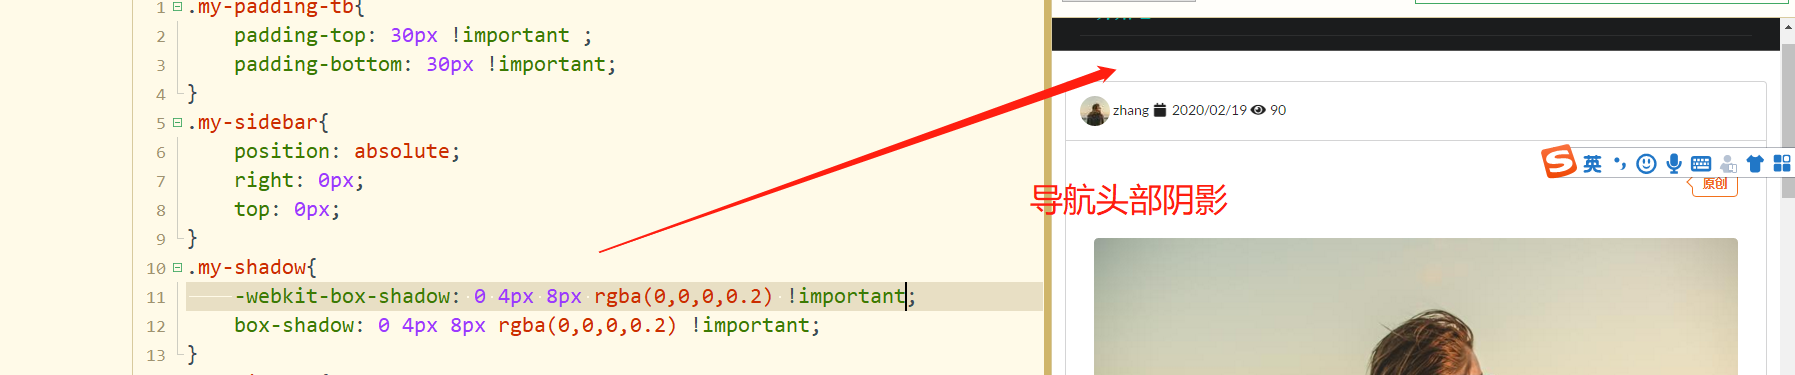 1 .my-padding-tb{
2 padding-top: 30px !important ;
3 padding-bottom: 30px !important;
4 }
5 .my-sidebar{
6 position: absolute;
7 right: 0px;
8 top: 0px;
9 }
10 .my-shadow{
11 -webkit-box-shadow: 0 4px 8px rgba(0,0,0,0.2) !important;
12 box-shadow: 0 4px 8px rgba(0,0,0,0.2) !important;
13 }
zhang 2020/02/19 90
英
原创
导航头部阴影